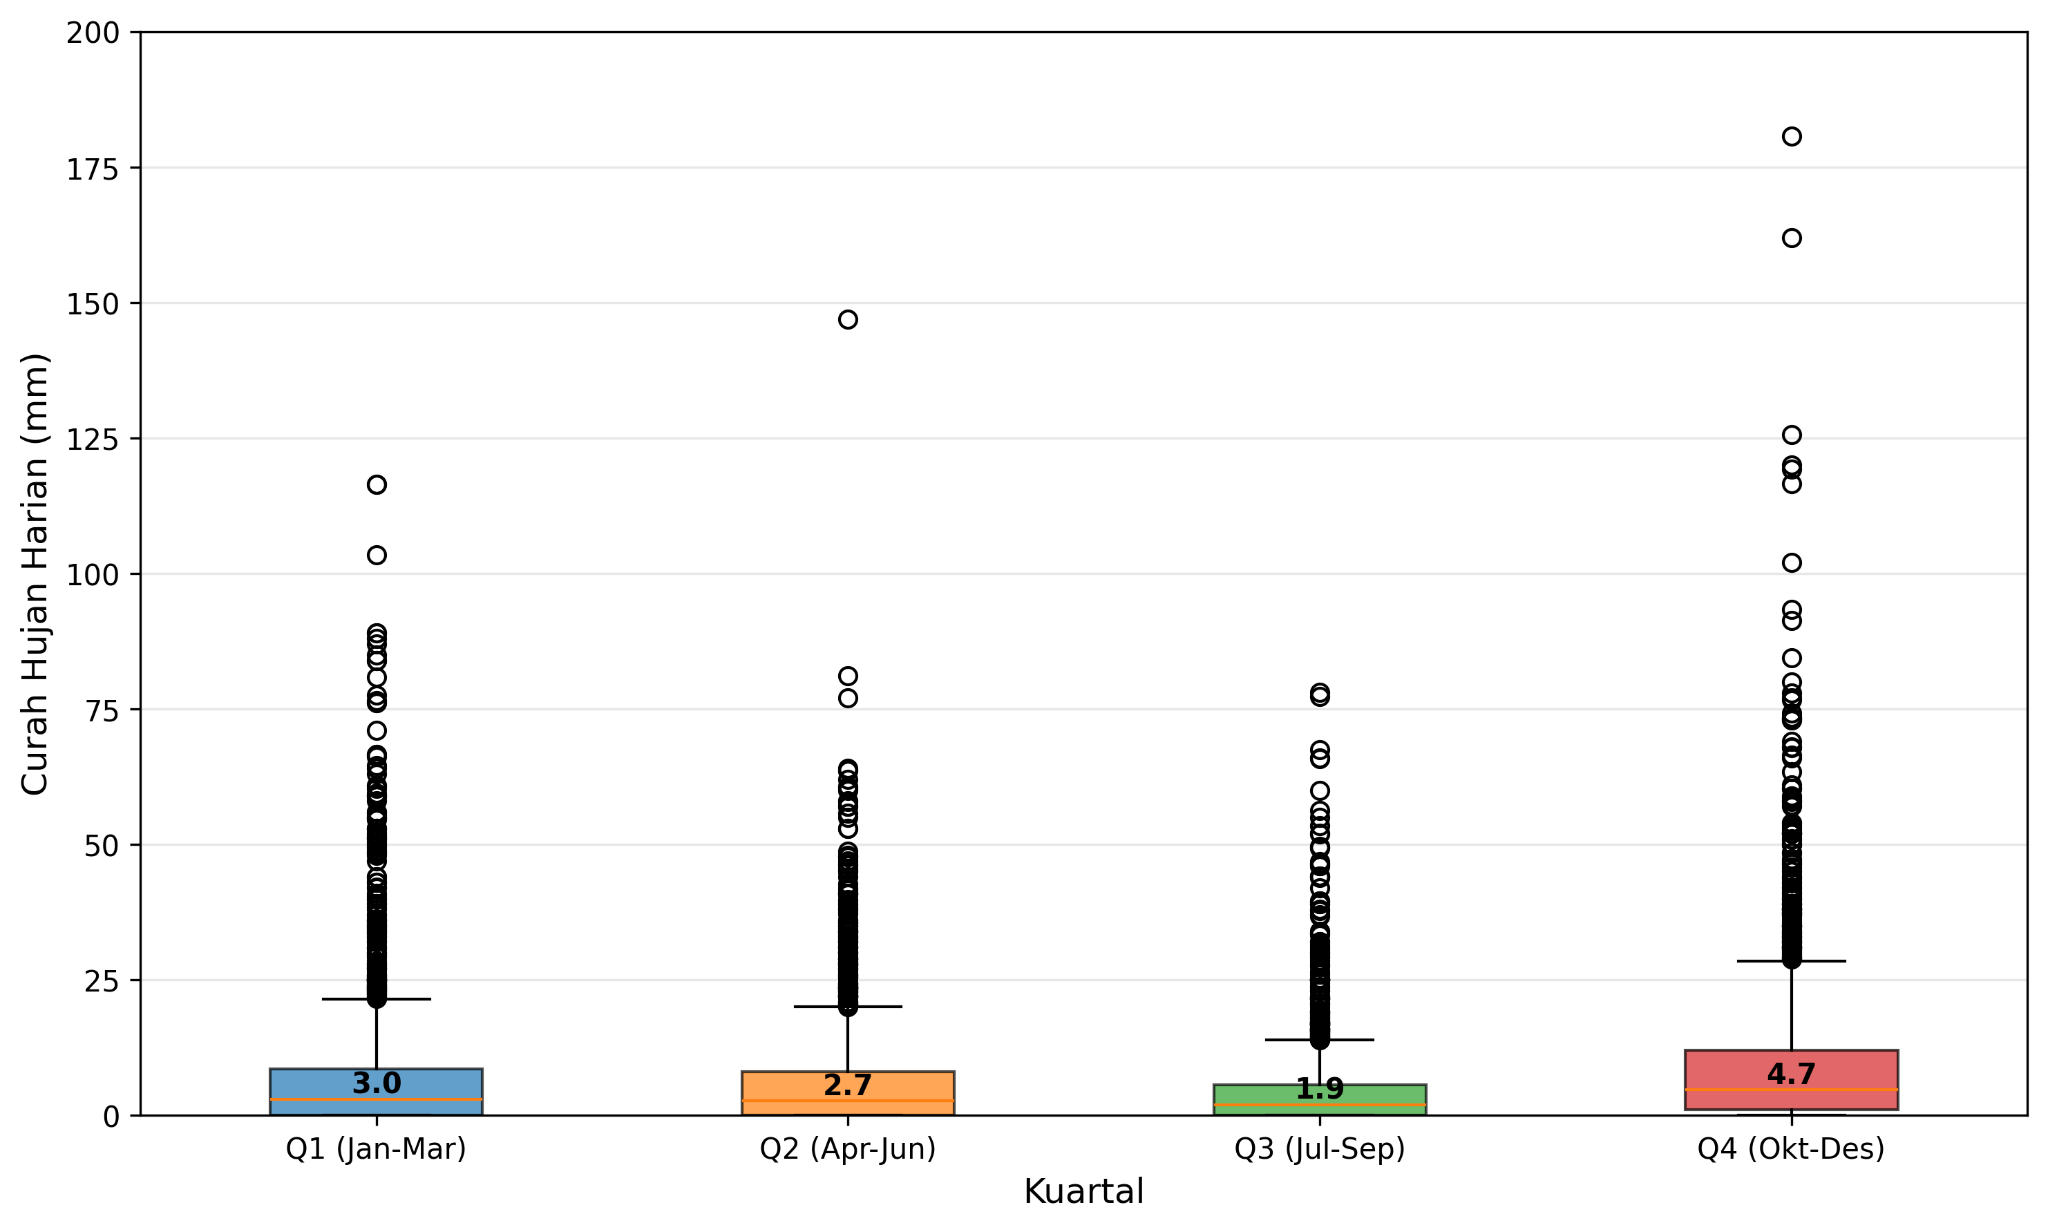 200
175
150
125
100
75
50
25
0
Curah Hujan Harian (mm)
3.0
2.7
1.9
4.7
Q1 (Jan-Mar)
Q2 (Apr-Jun)
Q3 (Jul-Sep)
Q4 (Okt-Des)
Kuartal